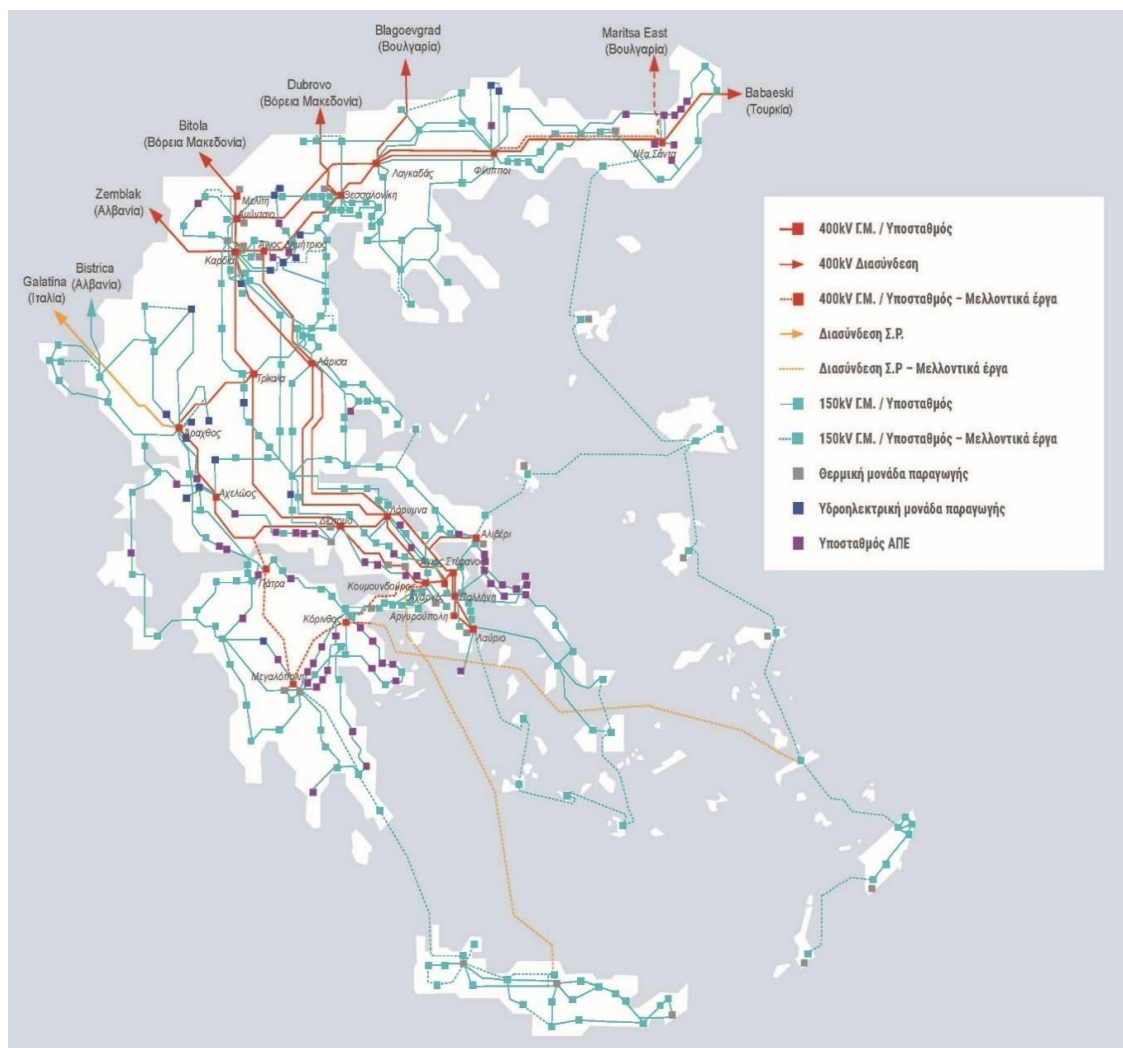 Blagoevgrad
(Βουλγαρία)
Maritsa East
(Βουλγαρία)
Dubrovo
(Βόρεια Μακεδονία)
Babaeski
(Τουρκία)
Bitola
(Βόρεια Μακεδονία)
Zemblak
(Αλβανία)
Bistrica
(Αλβανία)
Galatina
(Ιταλία)
Νέα Σάντα
Φίλιπποι
Λαγκαδάς
Θεσσαλονίκη
Μελίτη
Αμύνταιο
Άγιος Δημήτριος
Καρδιά
Λάρισα
Τρίκαλα
Άραχθος
Αχελώος
Δίστομο
Λάρυμνα
Αλιβέρι
Άγιος Στέφανος
Πάτρα
Κουμουνδούρος
Αχαρνές
Παλλήνη
Κόρινθος
Αργυρούπολη
Λαύριο
Μεγαλόπολη
400kV Γ.Μ. / Υποσταθμός
400kV Διασύνδεση
400kV Γ.Μ. / Υποσταθμός – Μελλοντικά έργα
Διασύνδεση Σ.Ρ.
Διασύνδεση Σ.Ρ – Μελλοντικά έργα
150kV Γ.Μ. / Υποσταθμός
150kV Γ.Μ. / Υποσταθμός – Μελλοντικά έργα
Θερμική μονάδα παραγωγής
Υδροηλεκτρική μονάδα παραγωγής
Υποσταθμός ΑΠΕ